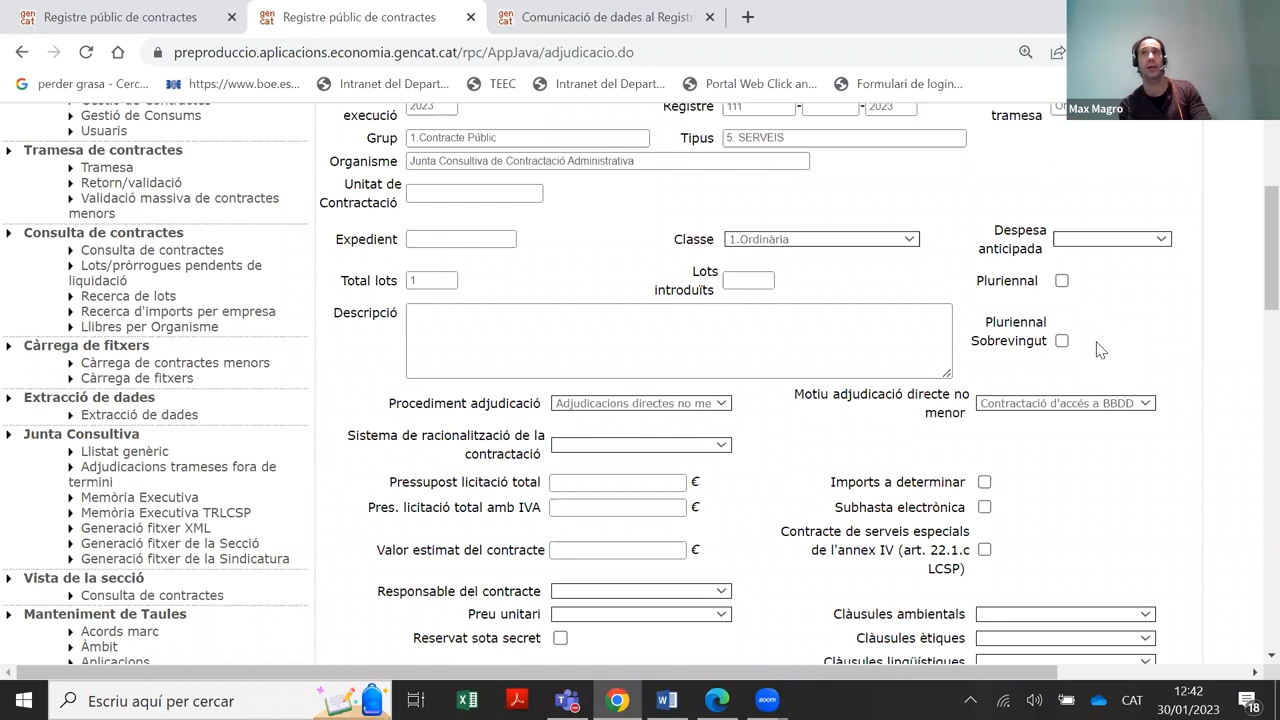 gen
cat
Registre públic de contractes
gen
cat
Registre públic de contractes
gen
cat
Comunicació de dades al Registr
preproduccio.aplicacions.economia.gencat.cat/rpc/AppJava/adjudicacio.do
perder grasa - Cerc...
https://www.boe.es...
Intranet del Depart...
TEEC
Intranet del Depart...
Portal Web Click an...
Formulari de login...
Max Magro
Gestió de Consums
Usuaris
Tramesa de contractes
Tramesa
Retorn/validació
Validació massiva de contractes
menors
Consulta de contractes
Consulta de contractes
Lots/pròrrogues pendents de
liquidació
Recerca de lots
Recerca d'imports per empresa
Llibres per Organisme
Càrrega de fitxers
Càrrega de contractes menors
Càrrega de fitxers
Extracció de dades
Extracció de dades
Junta Consultiva
Llistat genèric
Adjudicacions trameses fora de
termini
Memòria Executiva
Memòria Executiva TRLCSP
Generació fitxer XML
Generació fitxer de la Secció
Generació fitxer de la Sindicatura
Vista de la secció
Consulta de contractes
Manteniment de Taules
Acords marc
Àmbit
Aplicacions
execució 2023 Registre 111 - - 2023 tramesa
Grup 1.Contracte Públic Tipus 5. SERVEIS
Organisme Junta Consultiva de Contractació Administrativa
Unitat de
Contractació
Expedient Classe 1.Ordinària Despesa
anticipada
Total lots 1 Lots
introduïts Pluriennal
Descripció Pluriennal
Sobrevingut
Procediment adjudicació Adjudicacions directes no me Motiu adjudicació directe no
menor Contractació d'accés a BBDD
Sistema de racionalització de la
contractació
Pressupost licitació total € Imports a determinar
Pres. licitació total amb IVA € Subhasta electrònica
Valor estimat del contracte € Contracte de serveis especials
de l'annex IV (art. 22.1.c
LCSP)
Responsable del contracte
Preu unitari Clàusules ambientals
Reservat sota secret Clàusules ètiques
Clàusules lingüístiques
Escriu aquí per cercar
CAT
12:42
30/01/2023
18